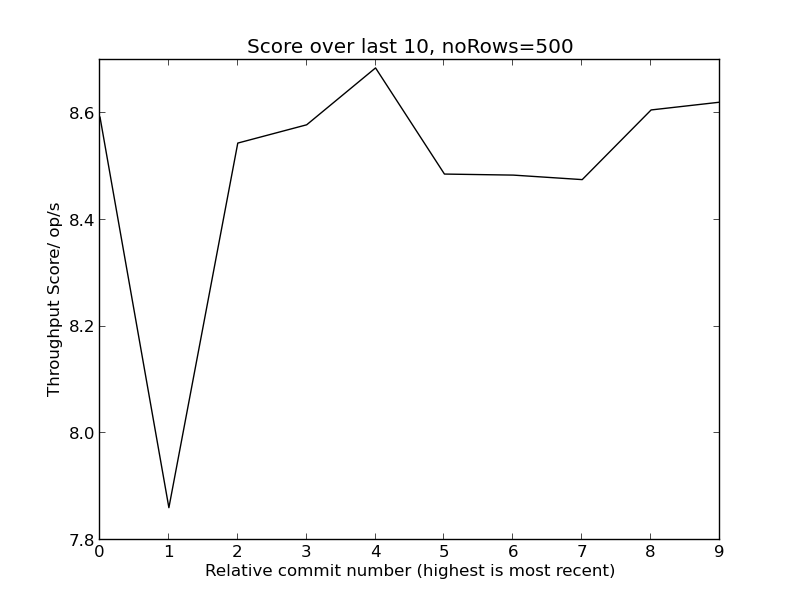 Score over last 10, noRows=500
8.6
8.4
8.2
8.0
7.8
Throughput Score/ op/s
0 1 2 3 4 5 6 7 8 9
Relative commit number (highest is most recent)